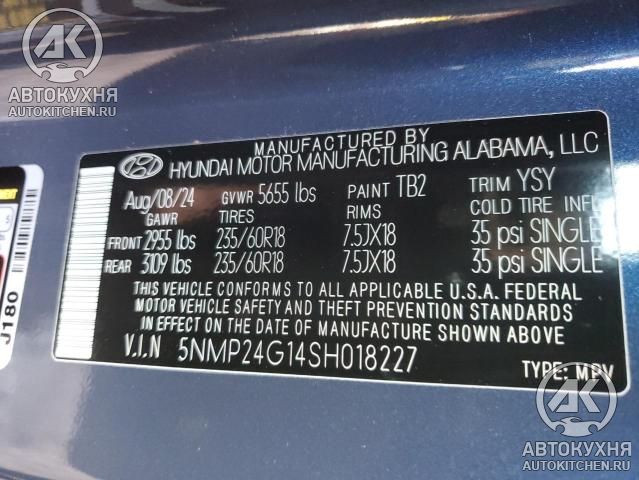 АК
АВТОКУХНЯ
AUTOKITCHEN.RU
MANUFACTURED BY
HYUNDAI MOTOR MANUFACTURING ALABAMA, LLC
Aug/08/24 GVWR 5655 lbs PAINT TB2 TRIM YSY
GAWR TIRES RIMS COLD TIRE INFL
FRONT 2955 lbs 235/60R18 7.5JX18 35 psi SINGLE
REAR 3109 lbs 235/60R18 7.5JX18 35 psi SINGLE
THIS VEHICLE CONFORMS TO ALL APPLICABLE U.S.A. FEDERAL
MOTOR VEHICLE SAFETY AND THEFT PREVENTION STANDARDS
IN EFFECT ON THE DATE OF MANUFACTURE SHOWN ABOVE
V.I.N 5NMP24G14SH018227
TYPE: MPV
J180
АК
АВТОКУХНЯ
AUTOKITCHEN.RU